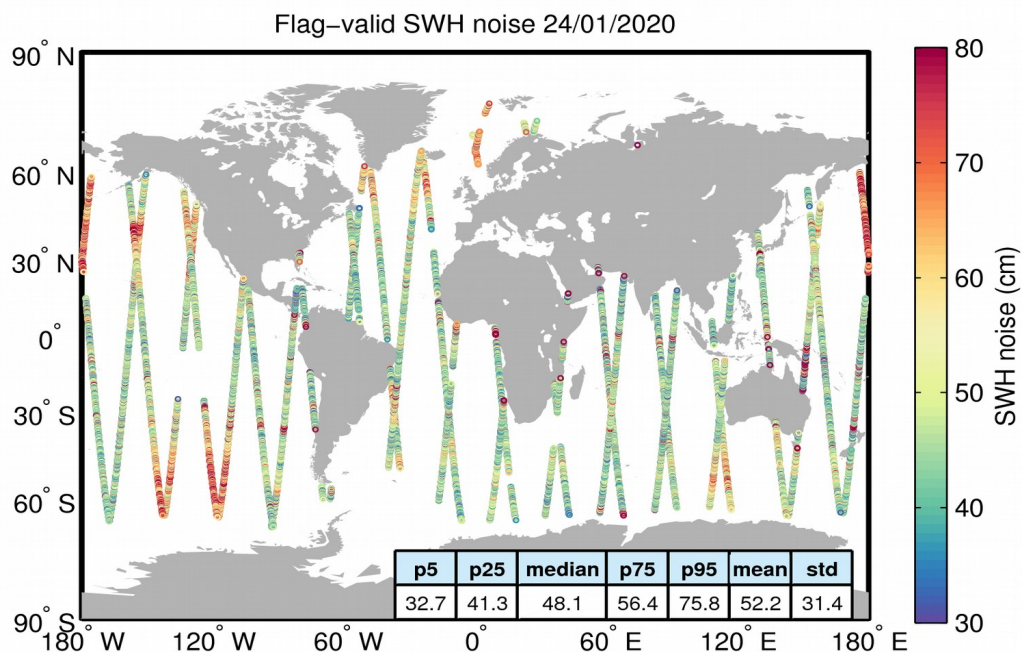 Flag−valid SWH noise 24/01/2020
90° N
60° N
30° N
0°
30° S
60° S
90° S
180° W
120° W
60° W
0°
60° E
120° E
180° E
80
70
60
50
40
30
SWH noise (cm)
p5 p25 median p75 p95 mean std
32.7 41.3 48.1 56.4 75.8 52.2 31.4